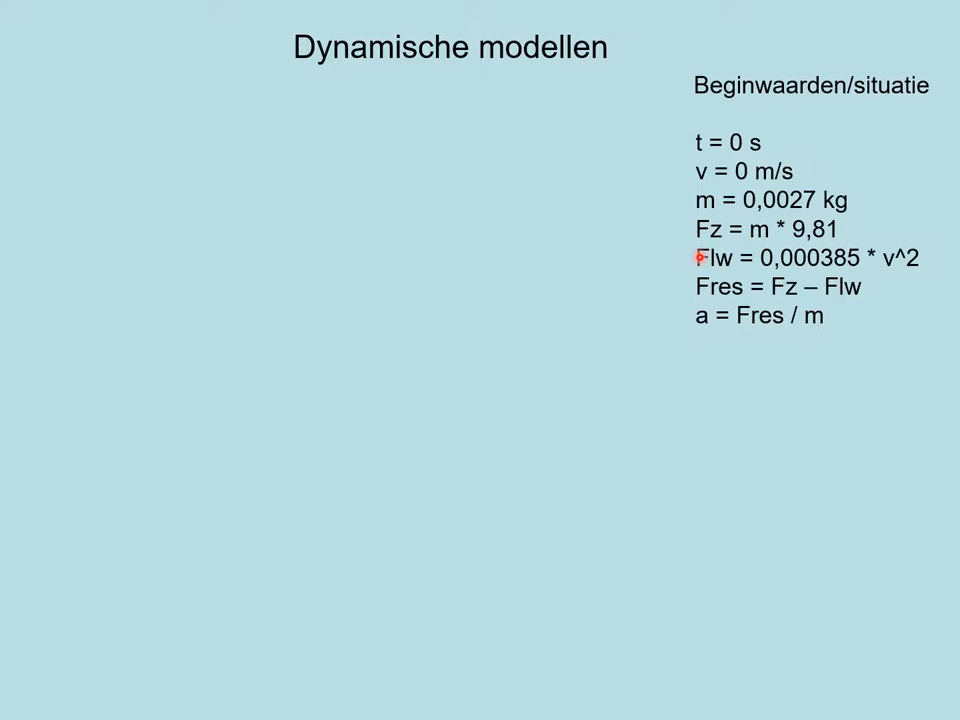 Dynamische modellen
Beginwaarden/situatie
t = 0 s
v = 0 m/s
m = 0,0027 kg
Fz = m * 9,81
Flw = 0,000385 * v^2
Fres = Fz – Flw
a = Fres / m